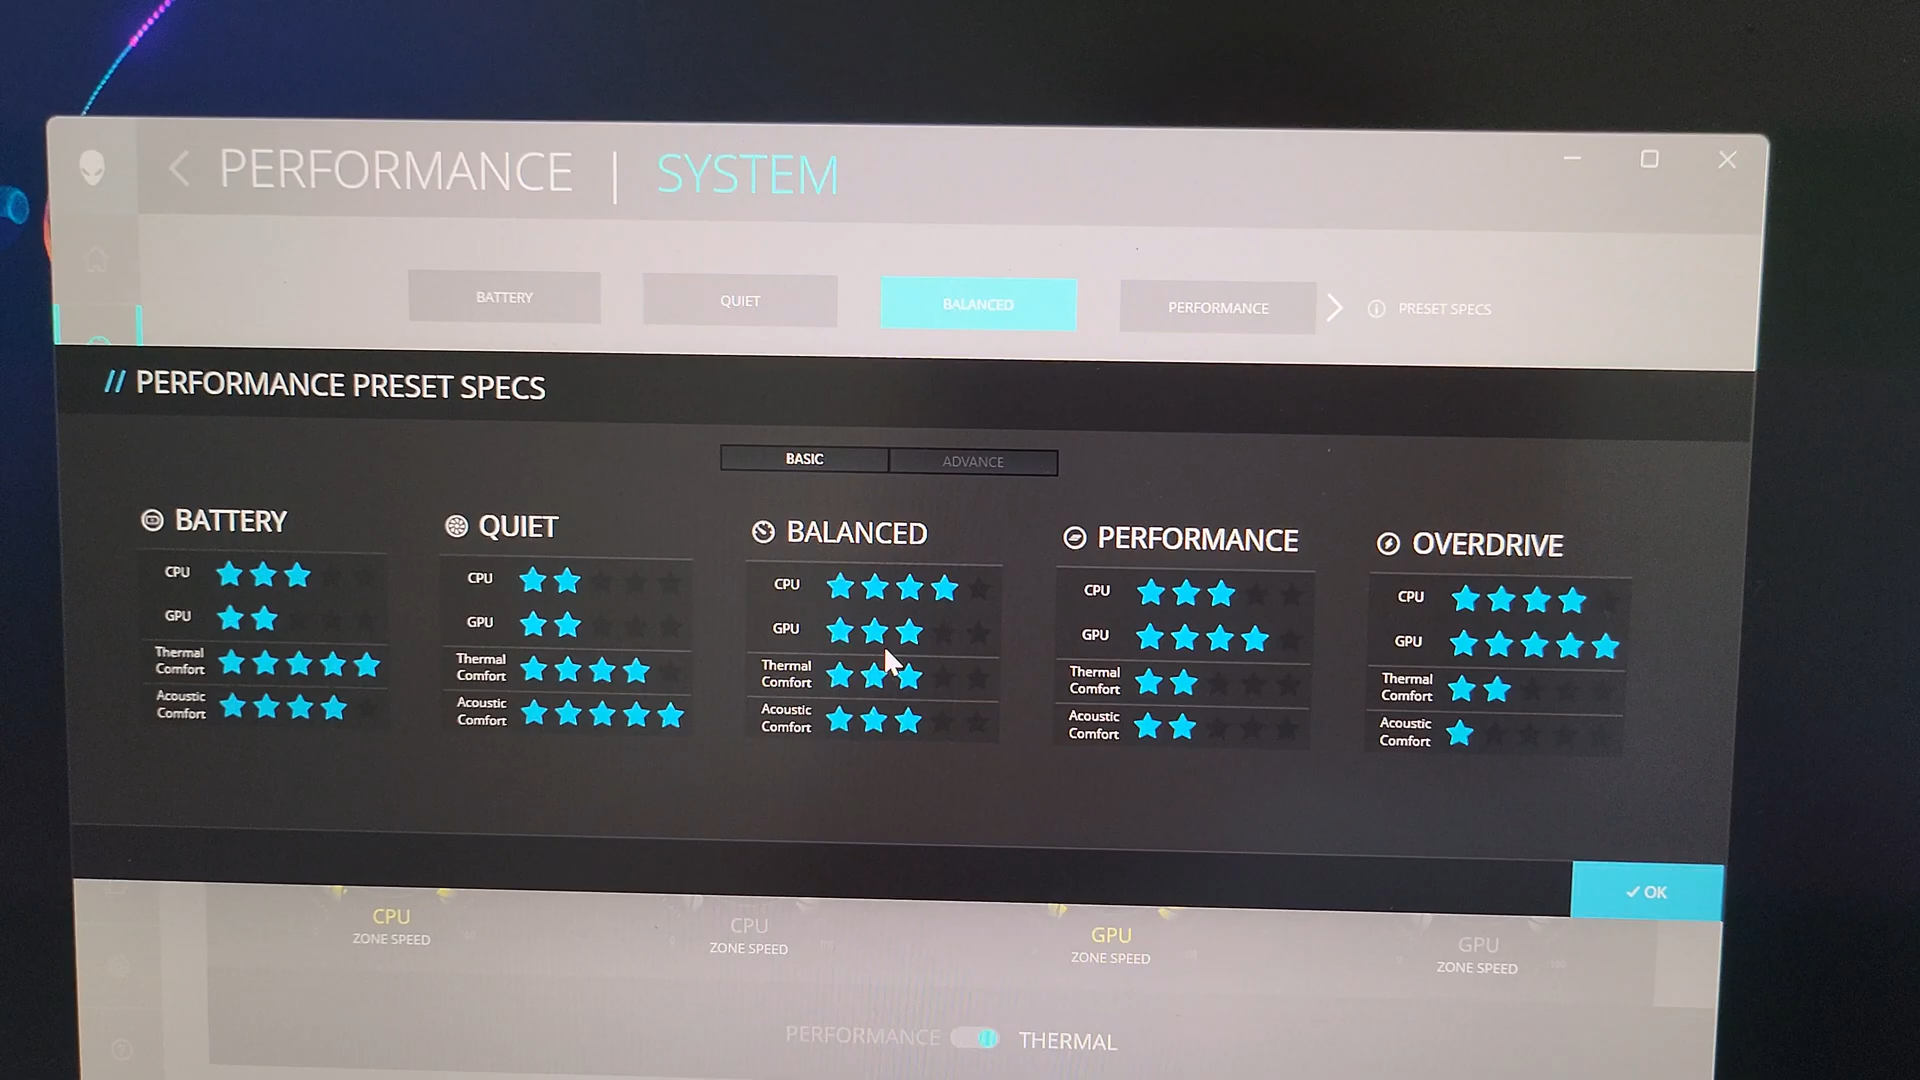 PERFORMANCE | SYSTEM
BATTERY QUIET BALANCED PERFORMANCE PRESET SPECS
// PERFORMANCE PRESET SPECS
BASIC ADVANCE
BATTERY
CPU
GPU
Thermal
Comfort
Acoustic
Comfort
QUIET
CPU
GPU
Thermal
Comfort
Acoustic
Comfort
BALANCED
CPU
GPU
Thermal
Comfort
Acoustic
Comfort
PERFORMANCE
CPU
GPU
Thermal
Comfort
Acoustic
Comfort
OVERDRIVE
CPU
GPU
Thermal
Comfort
Acoustic
Comfort
OK
CPU
ZONE SPEED
CPU
ZONE SPEED
GPU
ZONE SPEED
GPU
ZONE SPEED
PERFORMANCE THERMAL